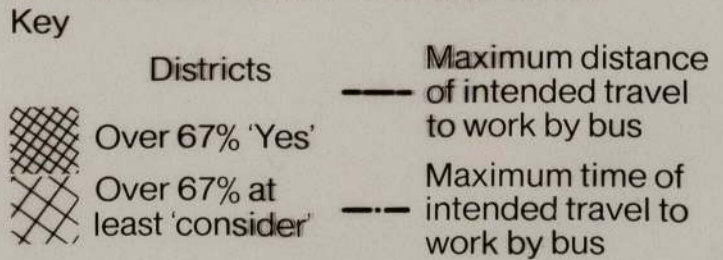 Key
Districts
Over 67% 'Yes'
Over 67% at
least 'consider'
Maximum distance
of intended travel
to work by bus
Maximum time of
intended travel to
work by bus